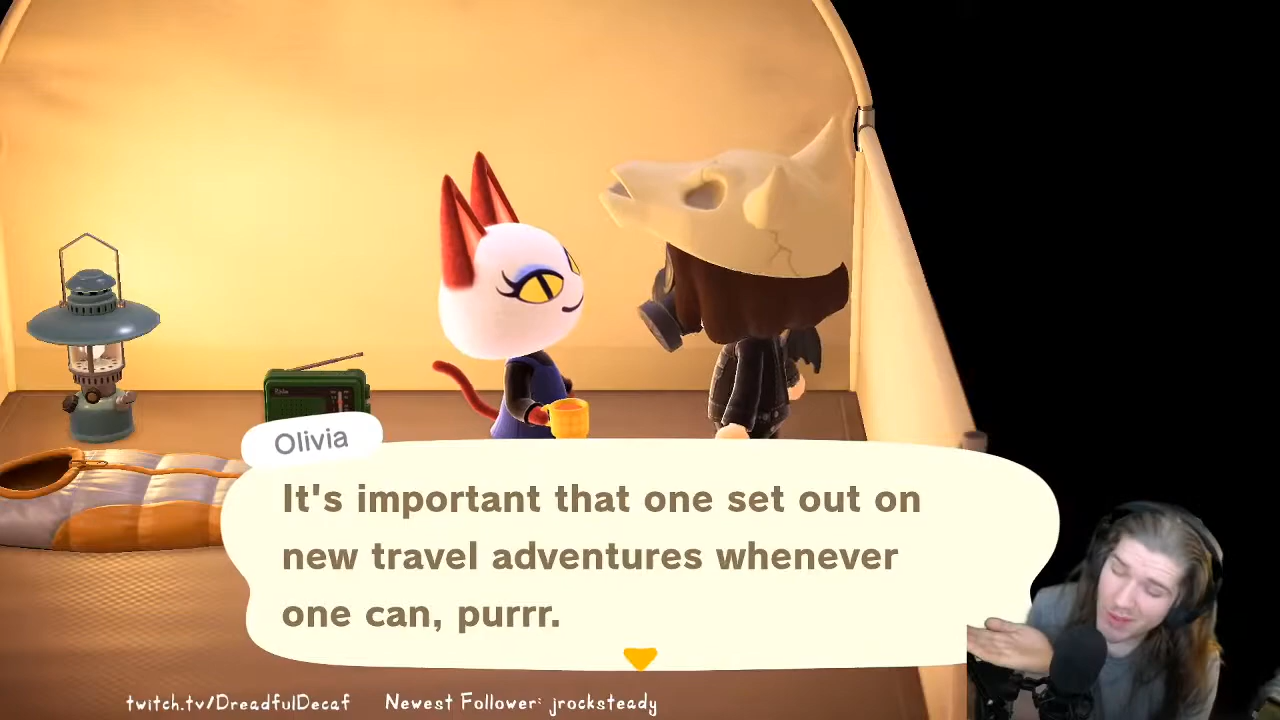 Olivia
It's important that one set out on
new travel adventures whenever
one can, purrr.
twitch.tv/DreadfulDecaf Newest Follower: jrocksteady